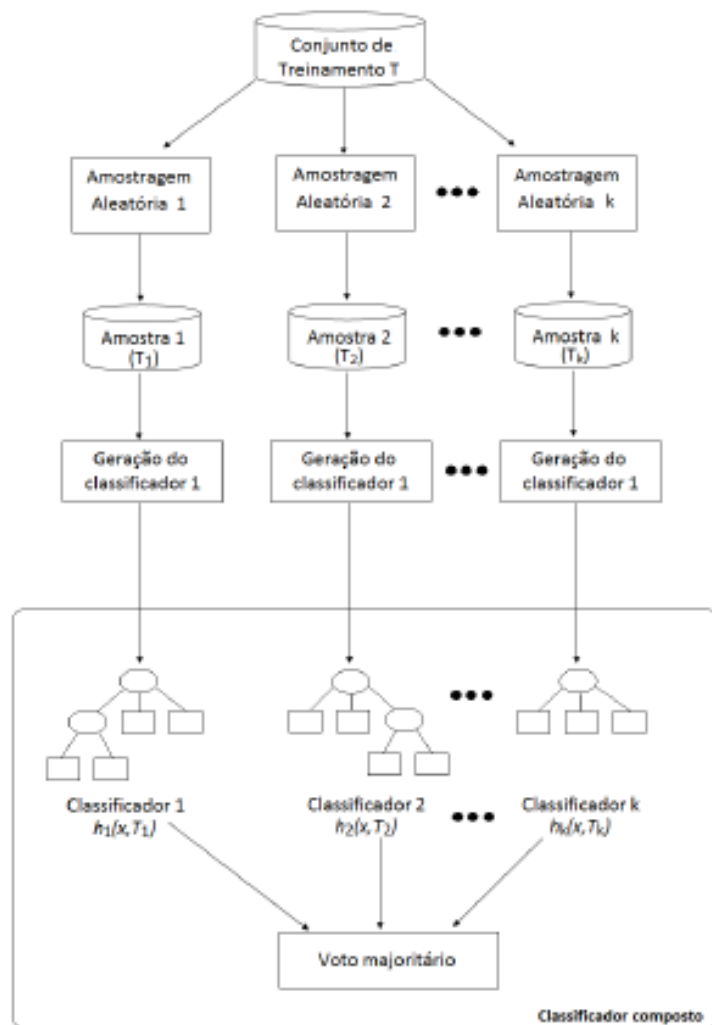 Conjunto de
Treinamento T
Amostragem
Aleatória 1
Amostragem
Aleatória 2
Amostragem
Aleatória k
Amostra 1
(T1)
Amostra 2
(T2)
Amostra k
(Tk)
Geração do
classificador 1
Geração do
classificador 1
Geração do
classificador 1
Classificador 1
h1(x,T1)
Classificador 2
h2(x,T2)
Classificador k
hk(x,Tk)
Voto majoritário
Classificador composto